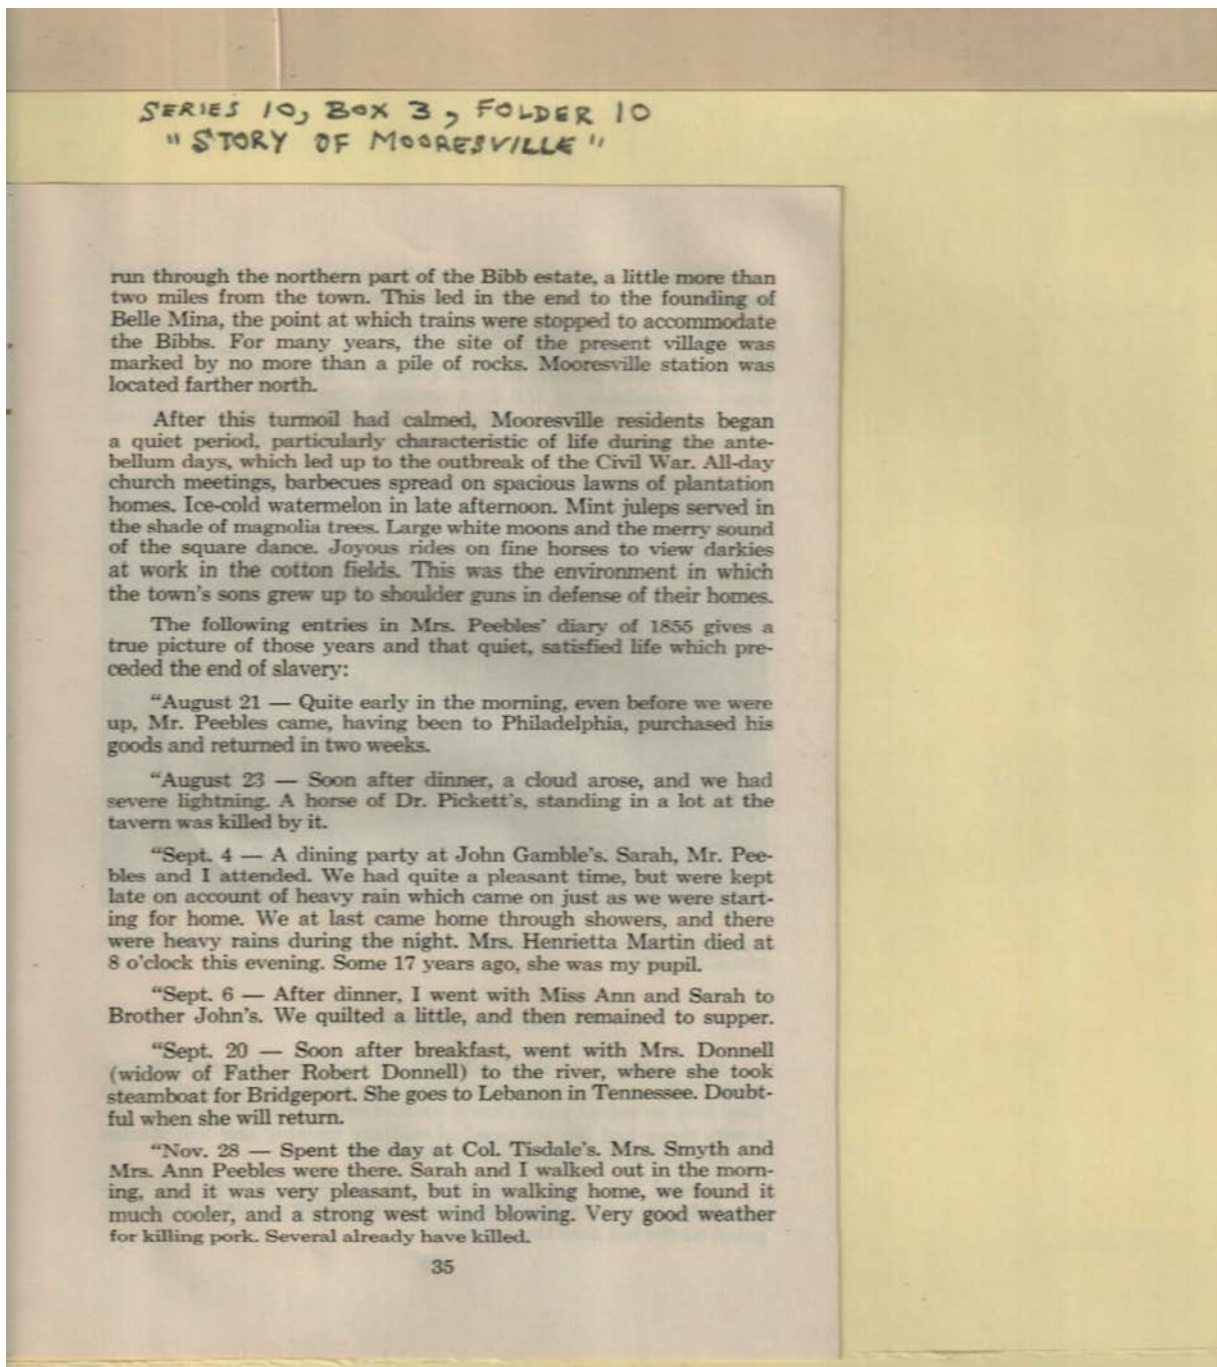 SERIES 10, BOX 3, FOLDER 10
"STORY OF MOORESVILLE"
run through the northern part of the Bibb estate, a little more than
two miles from the town. This led in the end to the founding of
Belle Mina, the point at which trains were stopped to accommodate
the Bibbs. For many years, the site of the present village was
marked by no more than a pile of rocks. Mooresville station was
located farther north.
After this turmoil had calmed, Mooresville residents began
a quiet period, particularly characteristic of life during the ante-
bellum days, which led up to the outbreak of the Civil War. All-day
church meetings, barbecues spread on spacious lawns of plantation
homes. Ice-cold watermelon in late afternoon. Mint juleps served in
the shade of magnolia trees. Large white moons and the merry sound
of the square dance. Joyous rides on fine horses to view darkies
at work in the cotton fields. This was the environment in which
the town's sons grew up to shoulder guns in defense of their homes.
The following entries in Mrs. Peebles' diary of 1855 gives a
true picture of those years and that quiet, satisfied life which pre-
ceded the end of slavery:
"August 21 — Quite early in the morning, even before we were
up, Mr. Peebles came, having been to Philadelphia, purchased his
goods and returned in two weeks.
"August 23 — Soon after dinner, a cloud arose, and we had
severe lightning. A horse of Dr. Pickett's, standing in a lot at the
tavern was killed by it.
"Sept. 4 — A dining party at John Gamble's. Sarah, Mr. Pee-
bles and I attended. We had quite a pleasant time, but were kept
late on account of heavy rain which came on just as we were start-
ing for home. We at last came home through showers, and there
were heavy rains during the night. Mrs. Henrietta Martin died at
8 o'clock this evening. Some 17 years ago, she was my pupil.
"Sept. 6 — After dinner, I went with Miss Ann and Sarah to
Brother John's. We quilted a little, and then remained to supper.
"Sept. 20 — Soon after breakfast, went with Mrs. Donnell
(widow of Father Robert Donnell) to the river, where she took
steamboat for Bridgeport. She goes to Lebanon in Tennessee. Doubt-
ful when she will return.
"Nov. 28 — Spent the day at Col. Tisdale's. Mrs. Smyth and
Mrs. Ann Peebles were there. Sarah and I walked out in the morn-
ing, and it was very pleasant, but in walking home, we found it
much cooler, and a strong west wind blowing. Very good weather
for killing pork. Several already have killed.
35